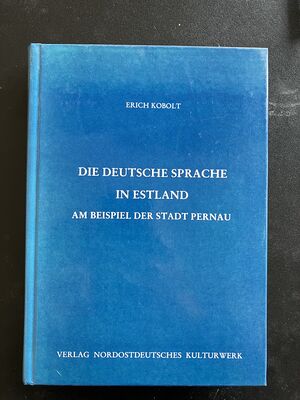 ERICH KOBOLT
DIE DEUTSCHE SPRACHE
IN ESTLAND
AM BEISPIEL DER STADT PERNAU
VERLAG NORDOSTDEUTSCHES KULTURWERK